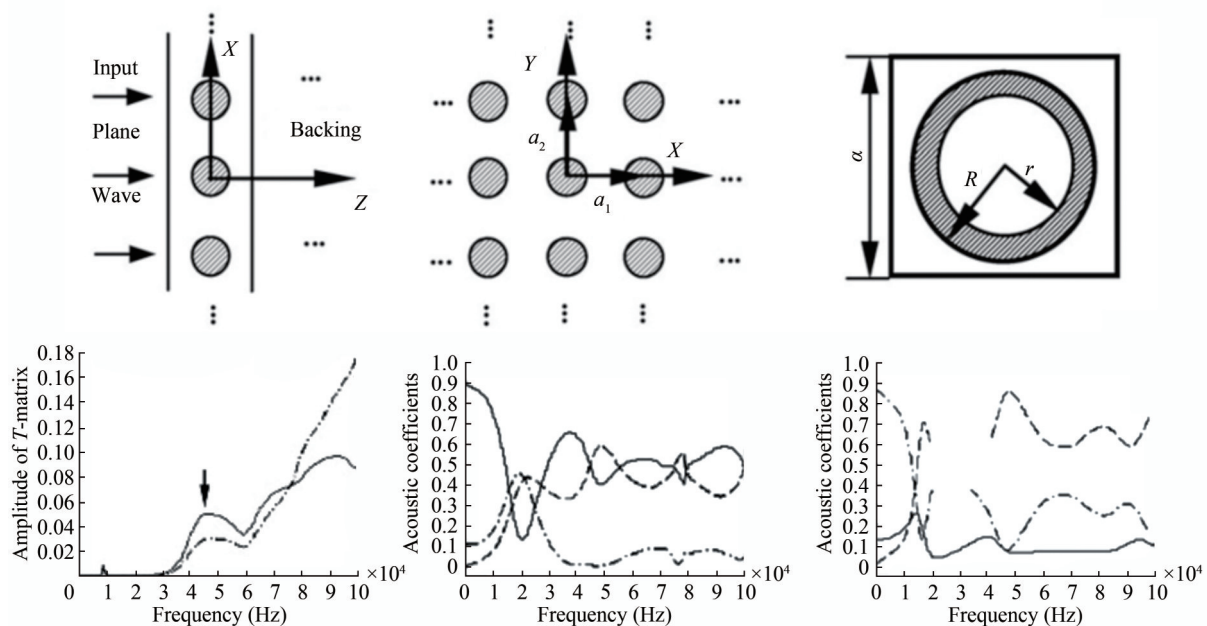 X
Input
Plane
Backing
Wave
Z
Y
a2
X
a1
α
R
r
Amplitude of T-matrix
0.18
0.16
0.14
0.12
0.10
0.08
0.06
0.04
0.02
0 1 2 3 4 5 6 7 8 9 10
×10⁴
Frequency (Hz)
Acoustic coefficients
1.0
0.9
0.8
0.7
0.6
0.5
0.4
0.3
0.2
0.1
0
0 1 2 3 4 5 6 7 8 9 10
×10⁴
Frequency (Hz)
Acoustic coefficients
1.0
0.9
0.8
0.7
0.6
0.5
0.4
0.3
0.2
0.1
0 1 2 3 4 5 6 7 8 9 10
×10⁴
Frequency (Hz)